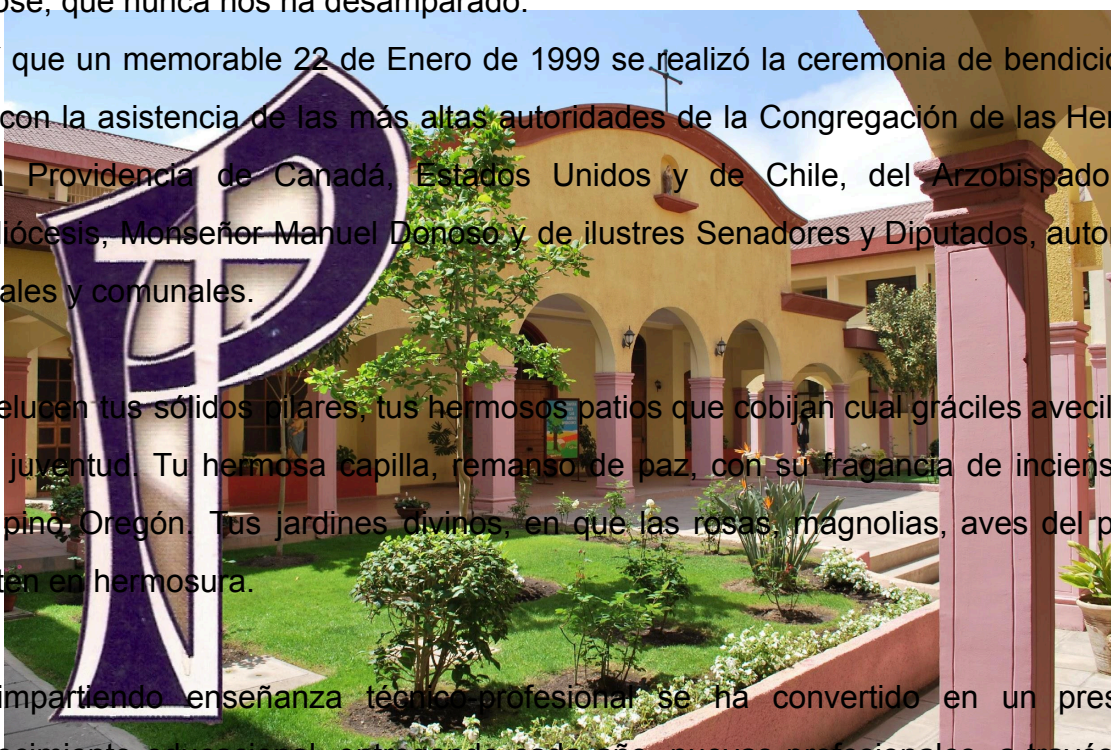 ose, que nunca nos ha desamparado.
que un memorable 22 de Enero de 1999 se realizó la ceremonia de bendici
con la asistencia de las más altas autoridades de la Congregación de las Her
a Providencia de Canadá, Estados Unidos y de Chile, del Arzobispado
iócesis, Monseñor Manuel Donoso y de ilustres Senadores y Diputados, auto
ales y comunales.
elucen tus sólidos pilares, tus hermosos patios que cobijan cual gráciles aveci
juventud. Tu hermosa capilla, remanso de paz, con su fragancia de inciens
pino Oregón. Tus jardines divinos, en que las rosas, magnolias, aves del p
ten en hermosura.
impartiendo enseñanza técnico-profesional se ha convertido en un pres